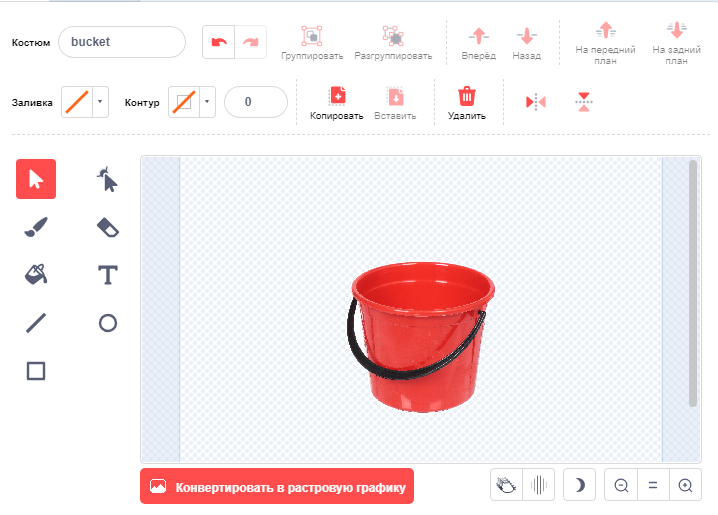 Костюм
bucket
Группировать
Разгруппировать
Вперёд
Назад
На передний
план
На задний
план
Заливка
Контур
0
Копировать
Вставить
Удалить
T
Конвертировать в растровую графику